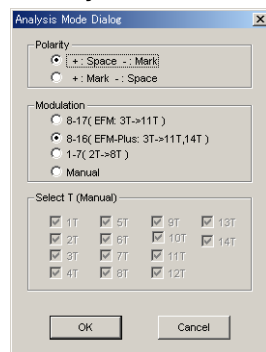 Analysis Mode Dialog
Polarity
+ : Space - : Mark
+ : Mark - : Space
Modulation
8-17( EFM: 3T->11T)
8-16( EFM-Plus: 3T->11T,14T)
1-7( 2T->8T )
Manual
Select T (Manual)
1T 5T 9T 13T
2T 6T 10T 14T
3T 7T 11T
4T 8T 12T
OK Cancel